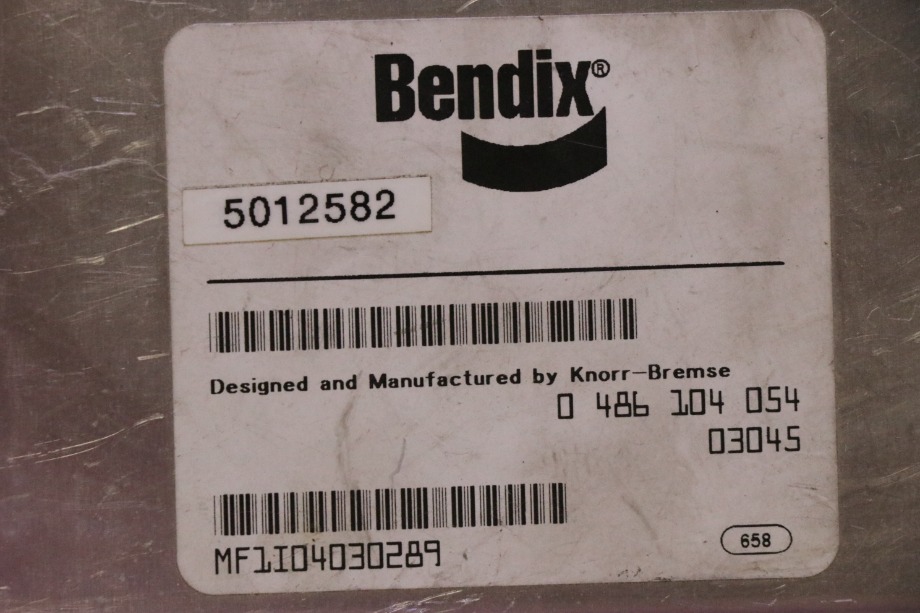 Bendix®
5012582
Designed and Manufactured by Knorr-Bremse
0 486 104 054
03045
MF1I04030289
658